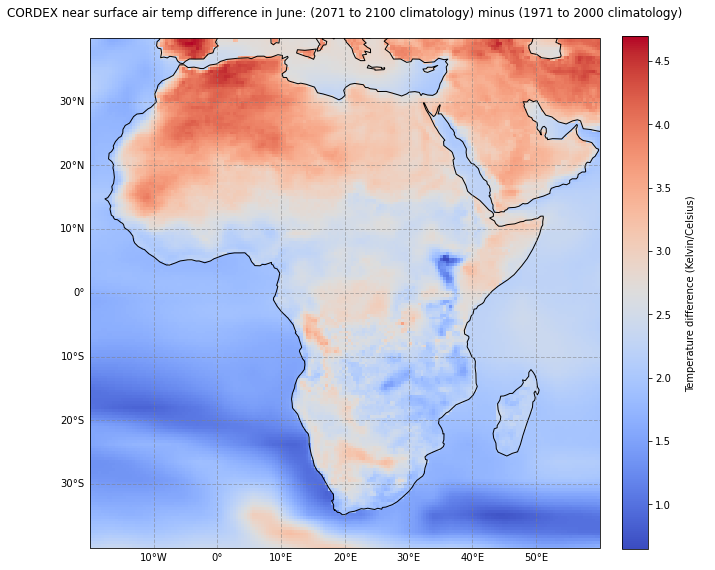 CORDEX near surface air temp difference in June: (2071 to 2100 climatology) minus (1971 to 2000 climatology)
4.5
4.0
3.5
3.0
2.5
2.0
1.5
1.0
Temperature difference (Kelvin/Celsius)
30°N
20°N
10°N
0°
10°S
20°S
30°S
10°W
0°
10°E
20°E
30°E
40°E
50°E